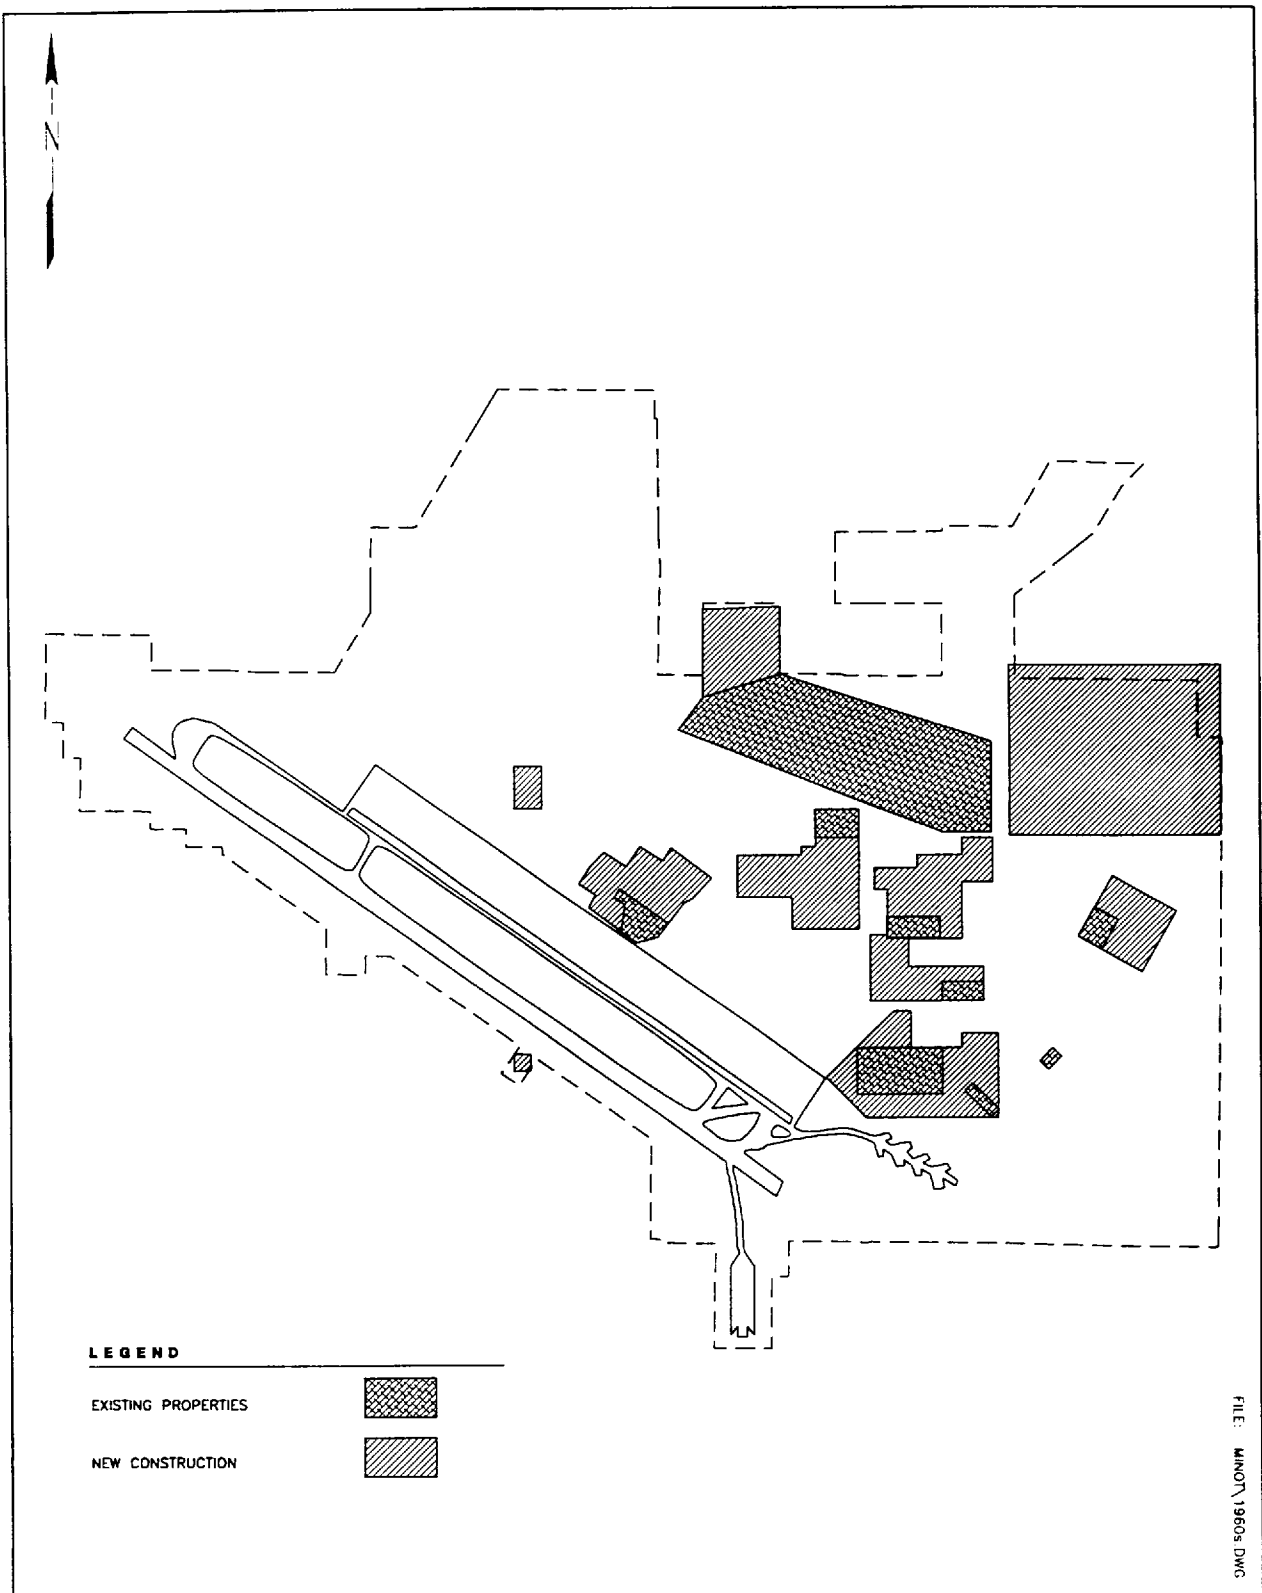 N
LEGEND
EXISTING PROPERTIES
NEW CONSTRUCTION
FILE: MINOT\1960s.DWG